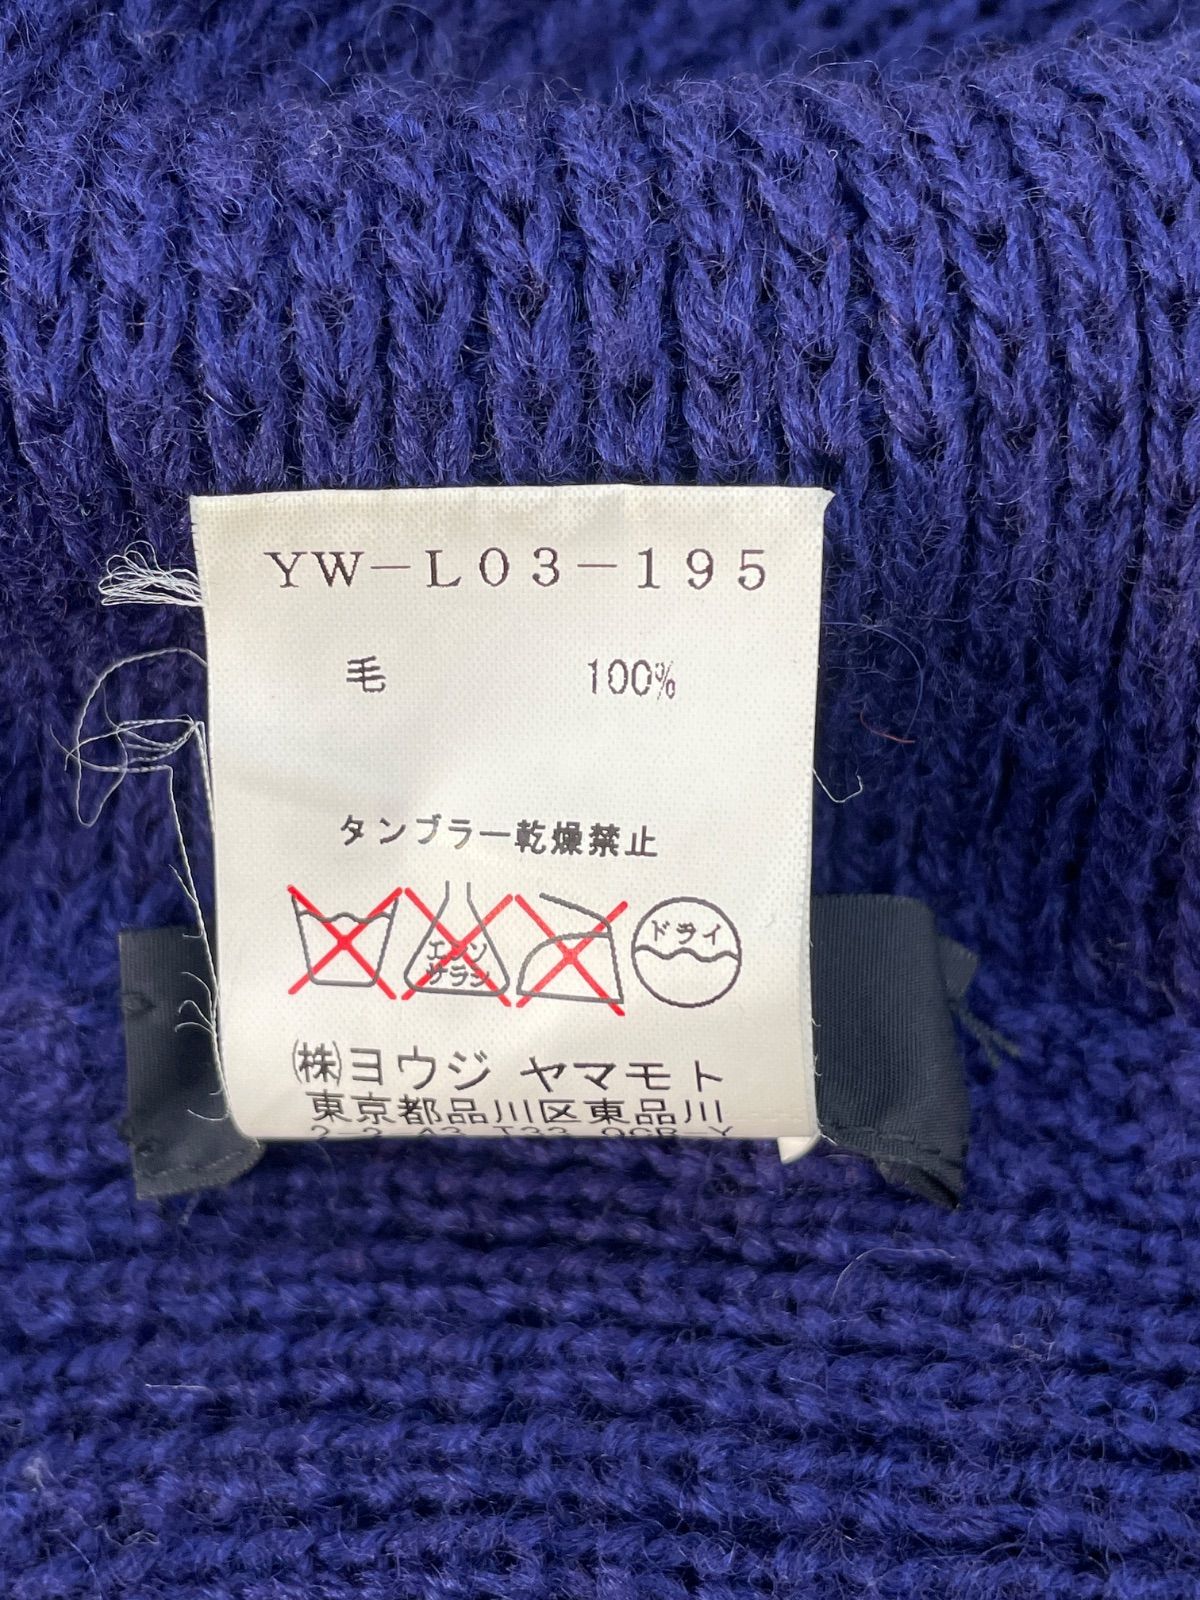 YW-L03-195
毛 100%
タンブラー乾燥禁止
エンソ
サラシ
ドライ
㈱ヨウジ ヤマモト
東京都品川区東品川
2-2